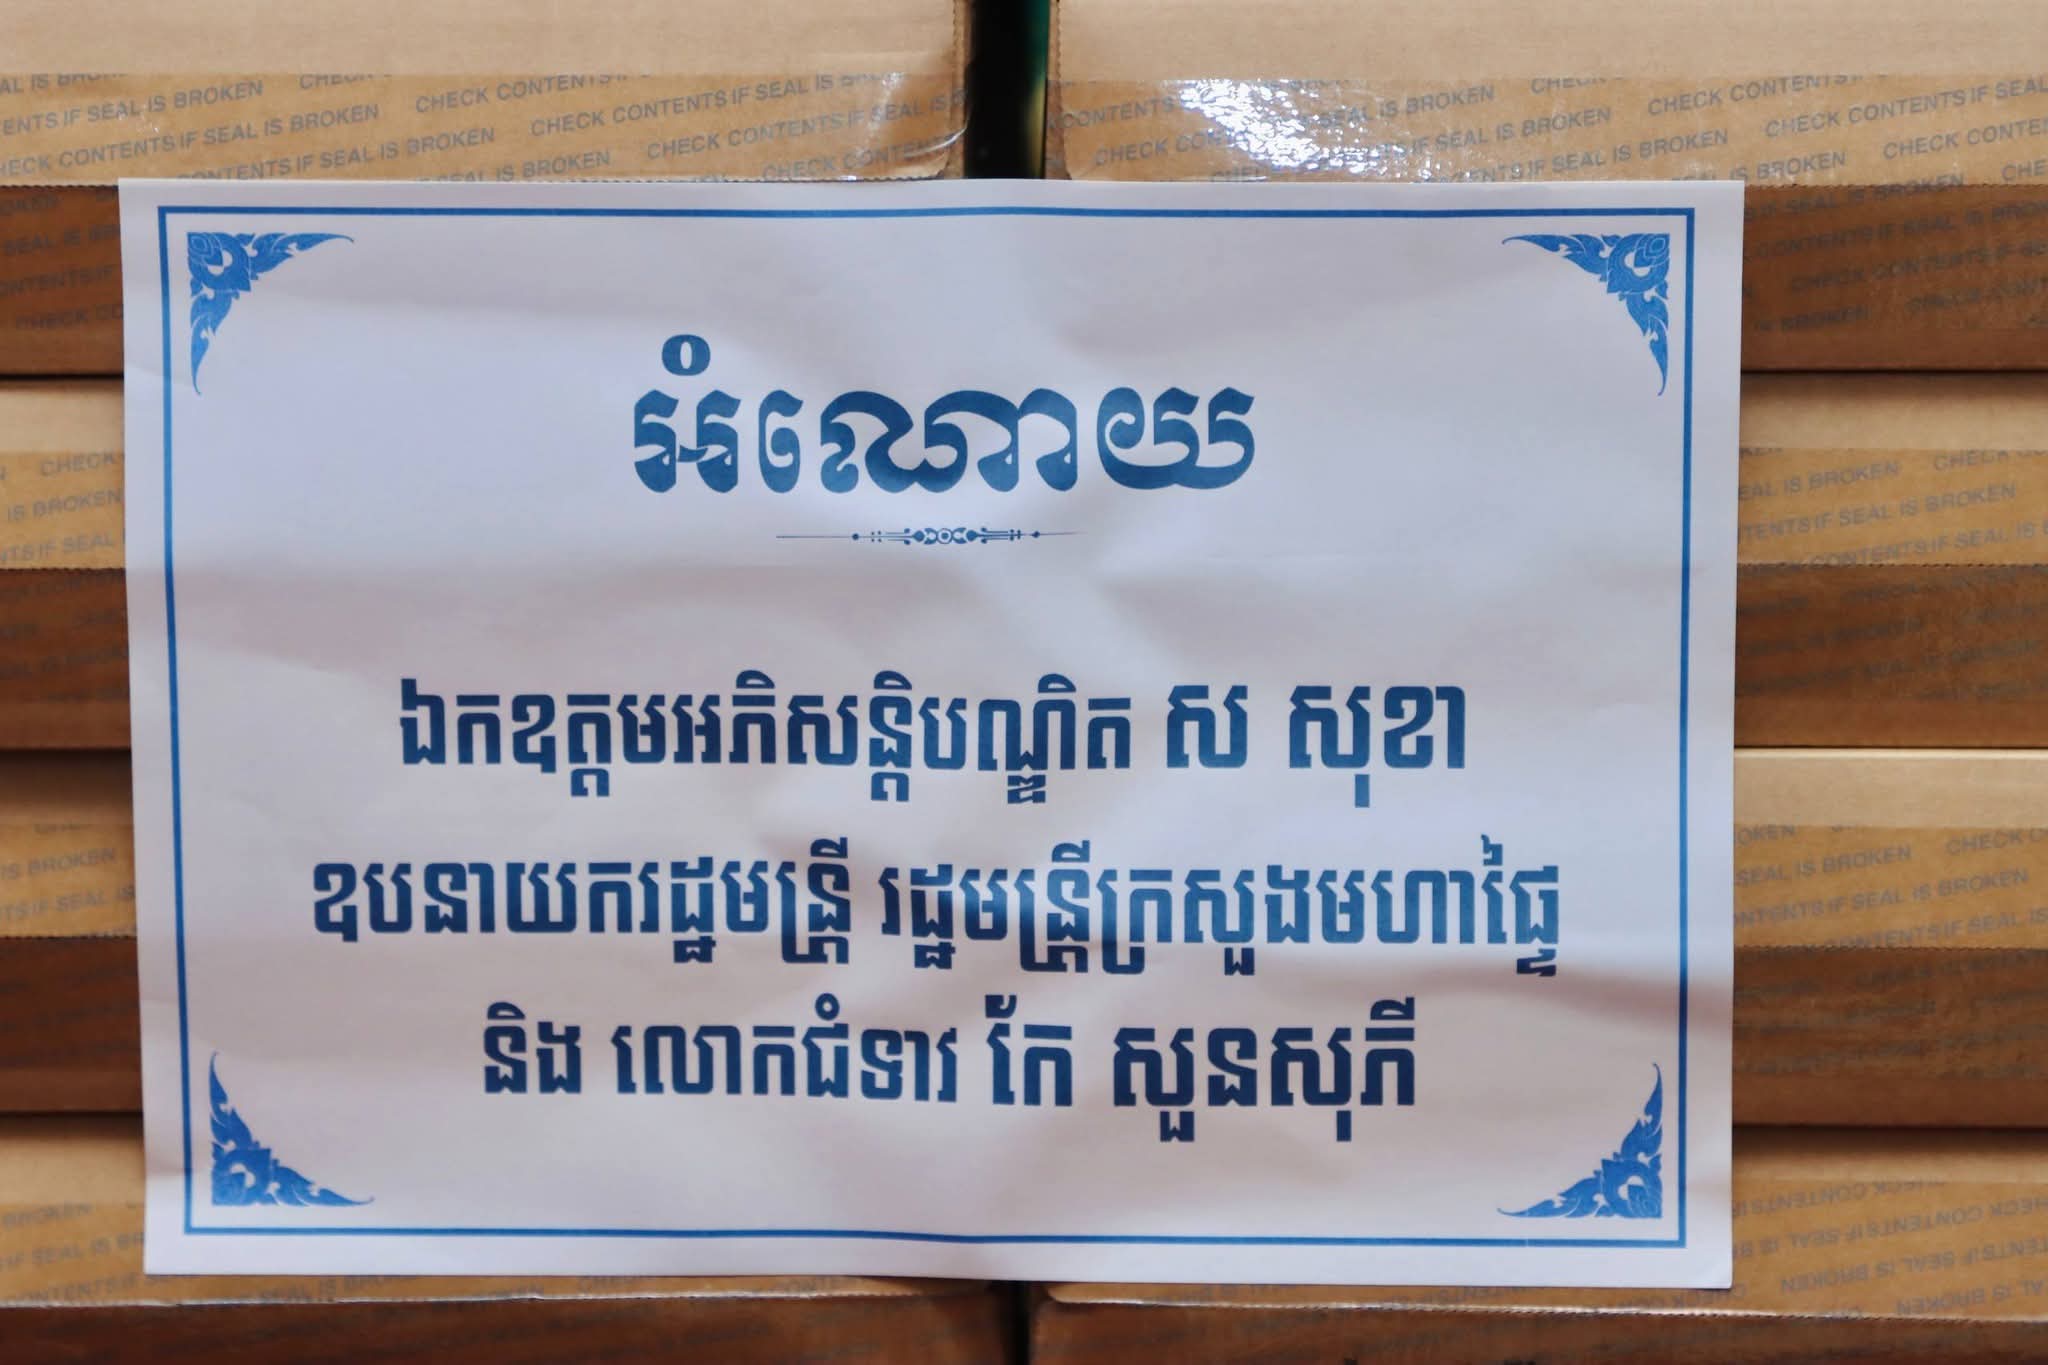 CHECK CONTENTS IF SEAL IS BROKEN
អំណោយ
ឯកឧត្តមអភិសន្តិបណ្ឌិត ស សុខា
ឧបនាយករដ្ឋមន្ត្រី រដ្ឋមន្ត្រីក្រសួងមហាផ្ទៃ
និង លោកជំទាវ កែ សួនសុភី